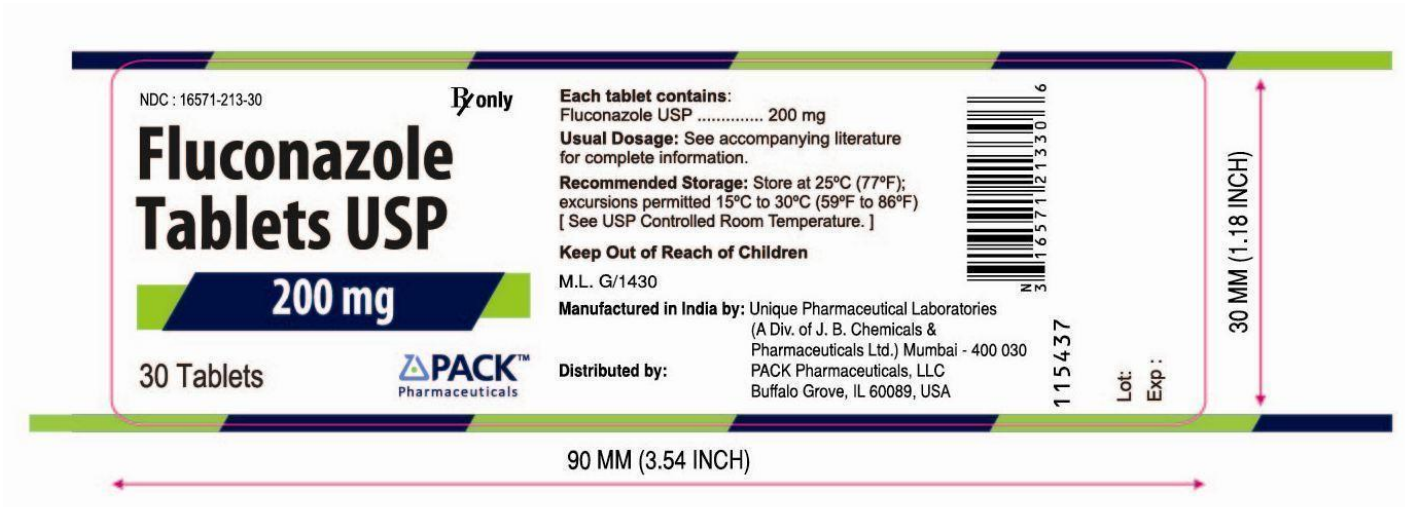 NDC : 16571-213-30
Rx only
Fluconazole
Tablets USP
200 mg
30 Tablets
PACK™
Pharmaceuticals
Each tablet contains:
Fluconazole USP .............. 200 mg
Usual Dosage: See accompanying literature
for complete information.
Recommended Storage: Store at 25ºC (77ºF);
excursions permitted 15ºC to 30ºC (59ºF to 86ºF)
[ See USP Controlled Room Temperature. ]
Keep Out of Reach of Children
M.L. G/1430
Manufactured in India by: Unique Pharmaceutical Laboratories
(A Div. of J. B. Chemicals &
Pharmaceuticals Ltd.) Mumbai - 400 030
Distributed by: PACK Pharmaceuticals, LLC
Buffalo Grove, IL 60089, USA
N
3 16571 21330 6
115437
Lot:
Exp :
30 MM (1.18 INCH)
90 MM (3.54 INCH)